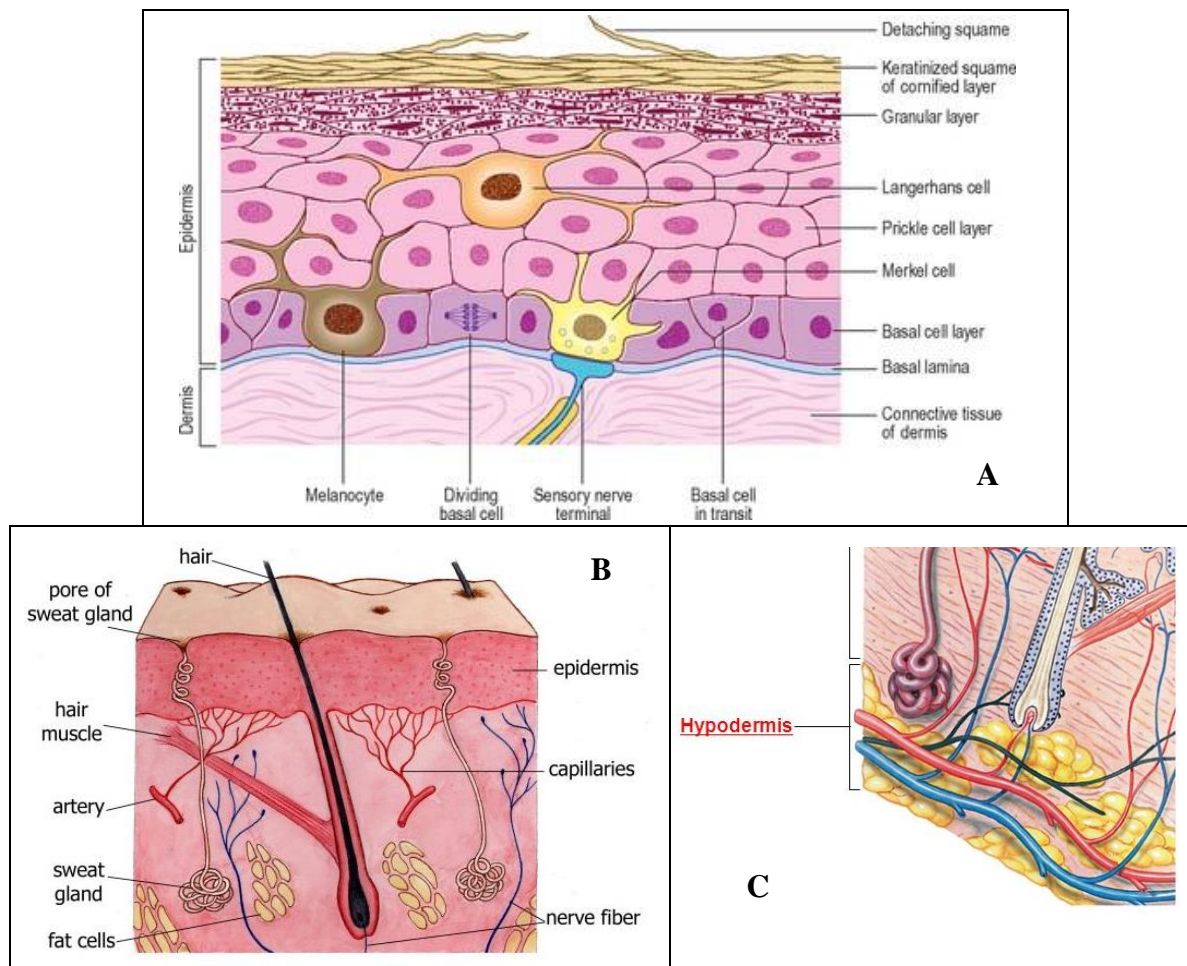 Detaching squame
Keratinized squame
of cornified layer
Granular layer
Langerhans cell
Prickle cell layer
Merkel cell
Basal cell layer
Basal lamina
Connective tissue
of dermis
Epidermis
Dermis
A
Melanocyte
Dividing
basal cell
Sensory nerve
terminal
Basal cell
in transit
B
hair
pore of
sweat gland
epidermis
hair
muscle
capillaries
artery
sweat
gland
nerve fiber
fat cells
Hypodermis
C